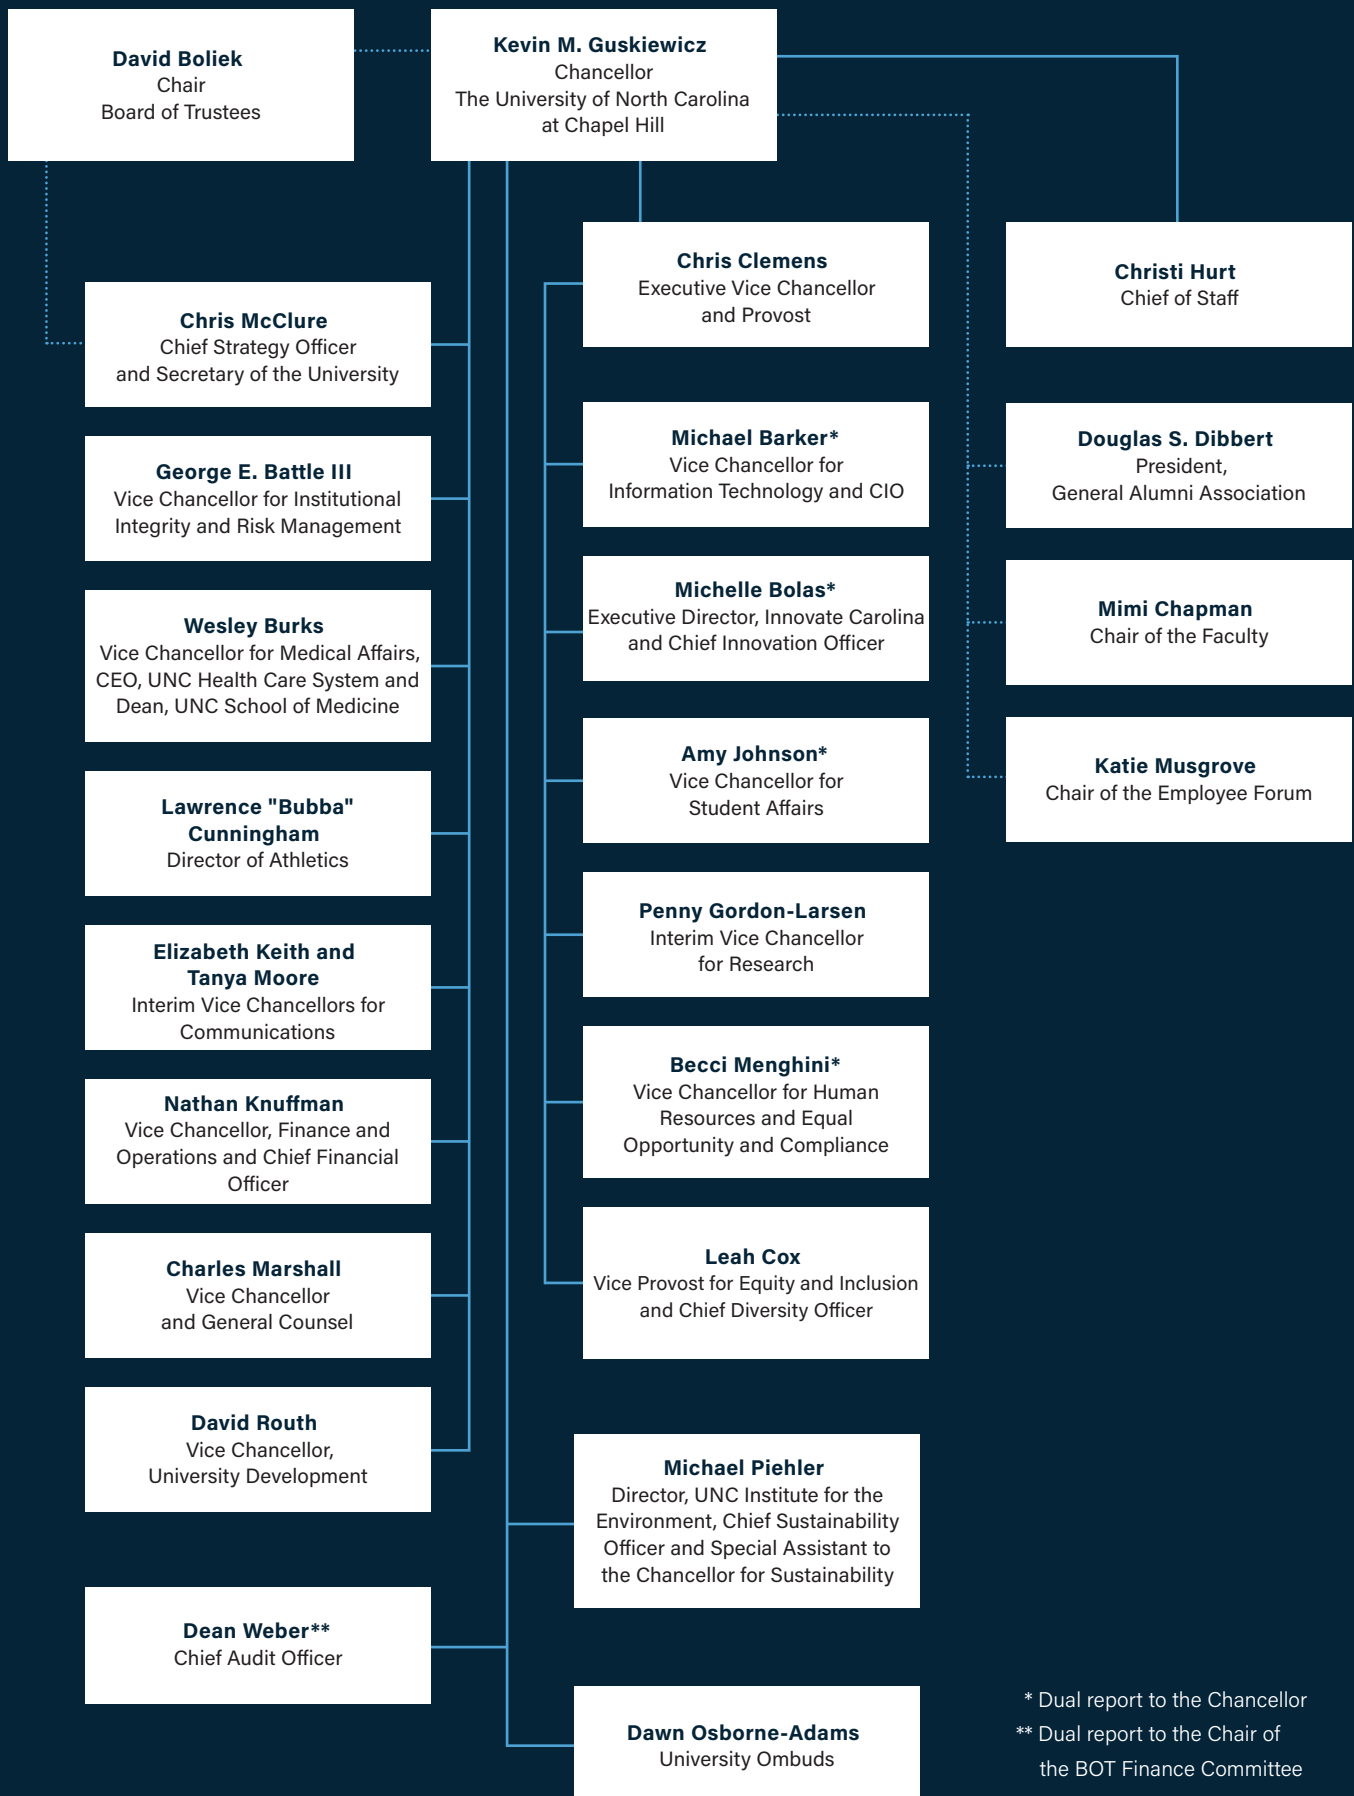 David Boliek
Chair
Board of Trustees
Kevin M. Guskiewicz
Chancellor
The University of North Carolina
at Chapel Hill
Chris McClure
Chief Strategy Officer
and Secretary of the University
George E. Battle III
Vice Chancellor for Institutional
Integrity and Risk Management
Wesley Burks
Vice Chancellor for Medical Affairs,
CEO, UNC Health Care System and
Dean, UNC School of Medicine
Lawrence "Bubba"
Cunningham
Director of Athletics
Elizabeth Keith and
Tanya Moore
Interim Vice Chancellors for
Communications
Nathan Knuffman
Vice Chancellor, Finance and
Operations and Chief Financial
Officer
Charles Marshall
Vice Chancellor
and General Counsel
David Routh
Vice Chancellor,
University Development
Dean Weber**
Chief Audit Officer
Chris Clemens
Executive Vice Chancellor
and Provost
Michael Barker*
Vice Chancellor for
Information Technology and CIO
Michelle Bolas*
Executive Director, Innovate Carolina
and Chief Innovation Officer
Amy Johnson*
Vice Chancellor for
Student Affairs
Penny Gordon-Larsen
Interim Vice Chancellor
for Research
Becci Menghini*
Vice Chancellor for Human
Resources and Equal
Opportunity and Compliance
Leah Cox
Vice Provost for Equity and Inclusion
and Chief Diversity Officer
Michael Piehler
Director, UNC Institute for the
Environment, Chief Sustainability
Officer and Special Assistant to
the Chancellor for Sustainability
Dawn Osborne-Adams
University Ombuds
Christi Hurt
Chief of Staff
Douglas S. Dibbert
President,
General Alumni Association
Mimi Chapman
Chair of the Faculty
Katie Musgrove
Chair of the Employee Forum
* Dual report to the Chancellor
** Dual report to the Chair of
the BOT Finance Committee